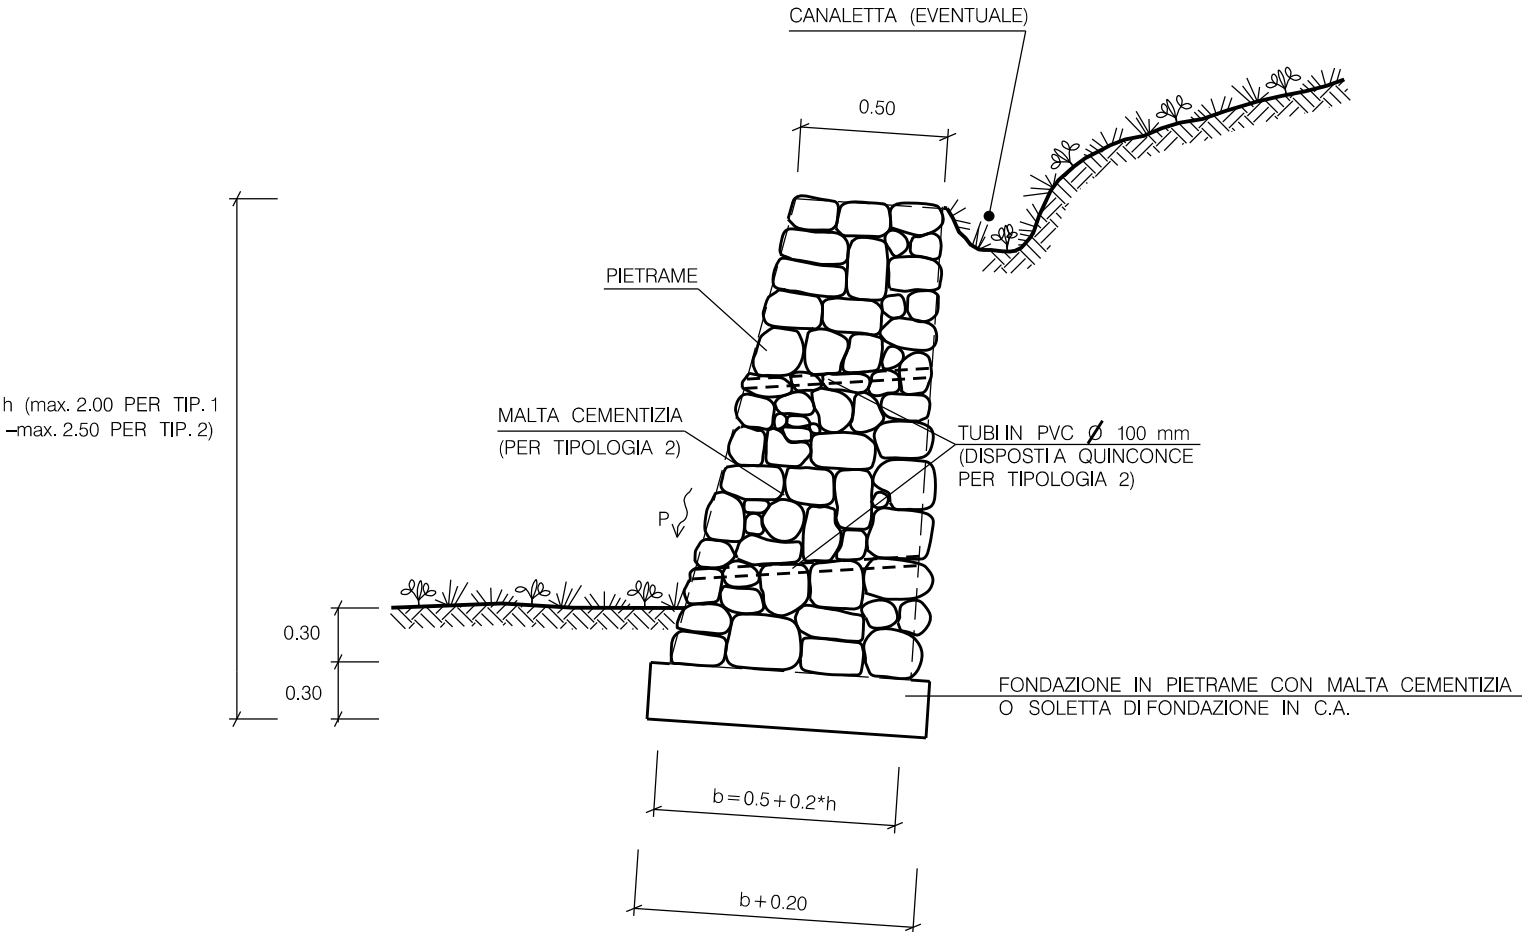 CANALETTA (EVENTUALE)
0.50
PIETRAME
h (max. 2.00 PER TIP. 1
–max. 2.50 PER TIP. 2)
MALTA CEMENTIZIA
(PER TIPOLOGIA 2)
TUBI IN PVC Ø 100 mm
(DISPOSTI A QUINCONCE
PER TIPOLOGIA 2)
P
0.30
0.30
FONDAZIONE IN PIETRAME CON MALTA CEMENTIZIA
O SOLETTA DI FONDAZIONE IN C.A.
b=0.5+0.2*h
b+0.20